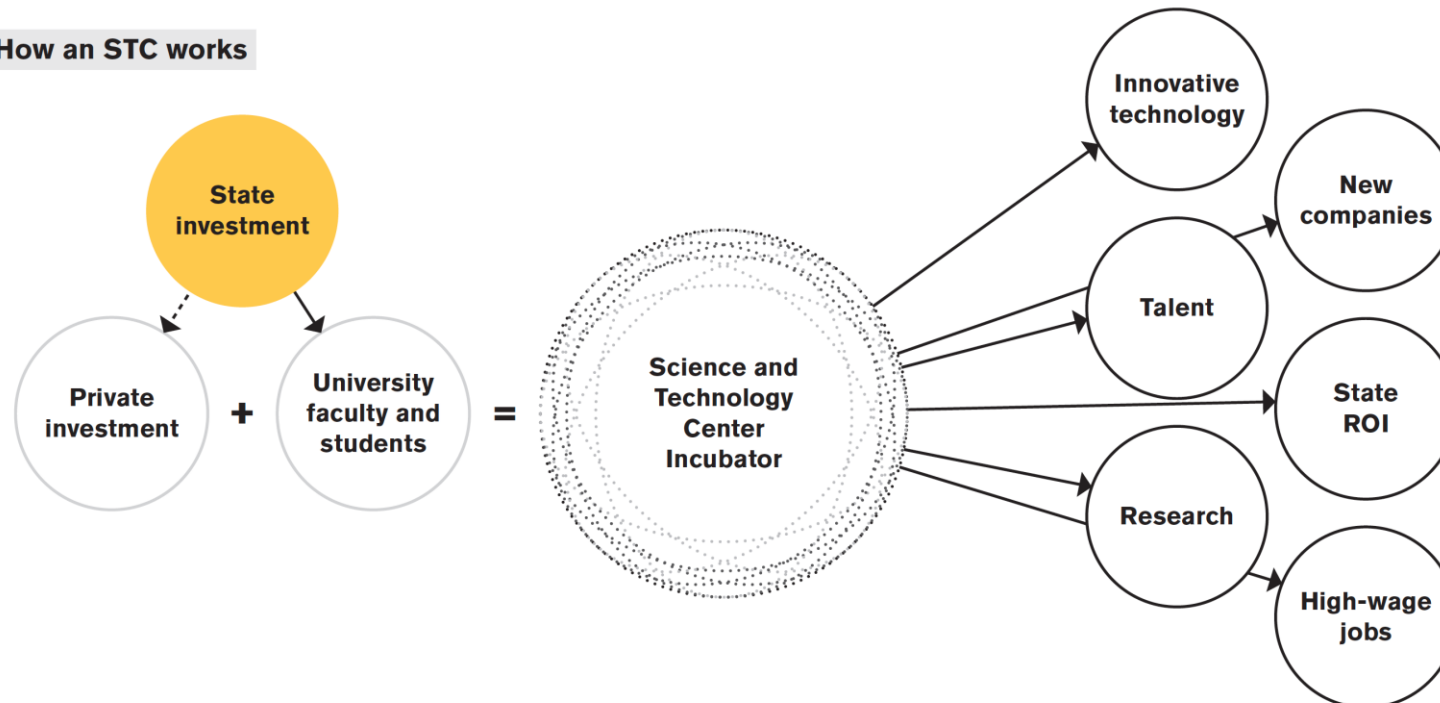 How an STC works
State
investment
Private
investment
+
University
faculty and
students
=
Science and
Technology
Center
Incubator
Innovative
technology
New
companies
Talent
State
ROI
Research
High-wage
jobs